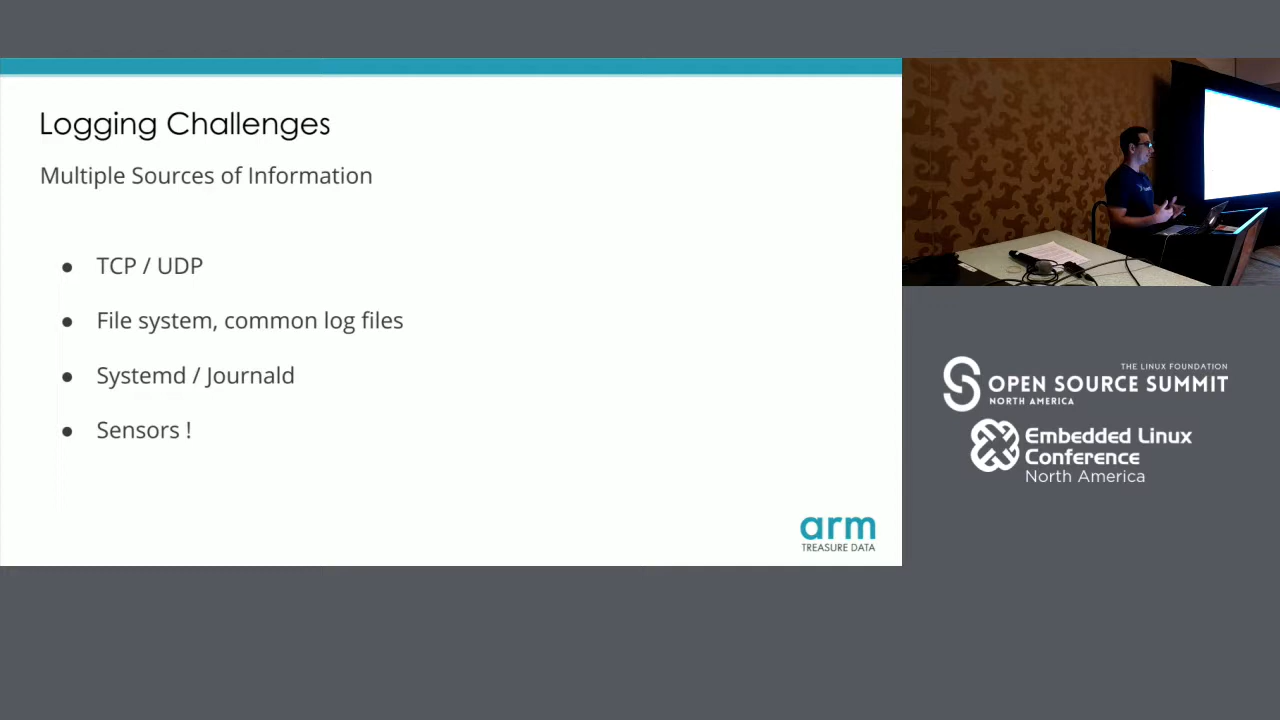 Logging Challenges
Multiple Sources of Information
● TCP / UDP
● File system, common log files
● Systemd / Journald
● Sensors !
arm
TREASURE DATA
THE LINUX FOUNDATION
OPEN SOURCE SUMMIT
NORTH AMERICA
Embedded Linux
Conference
North America